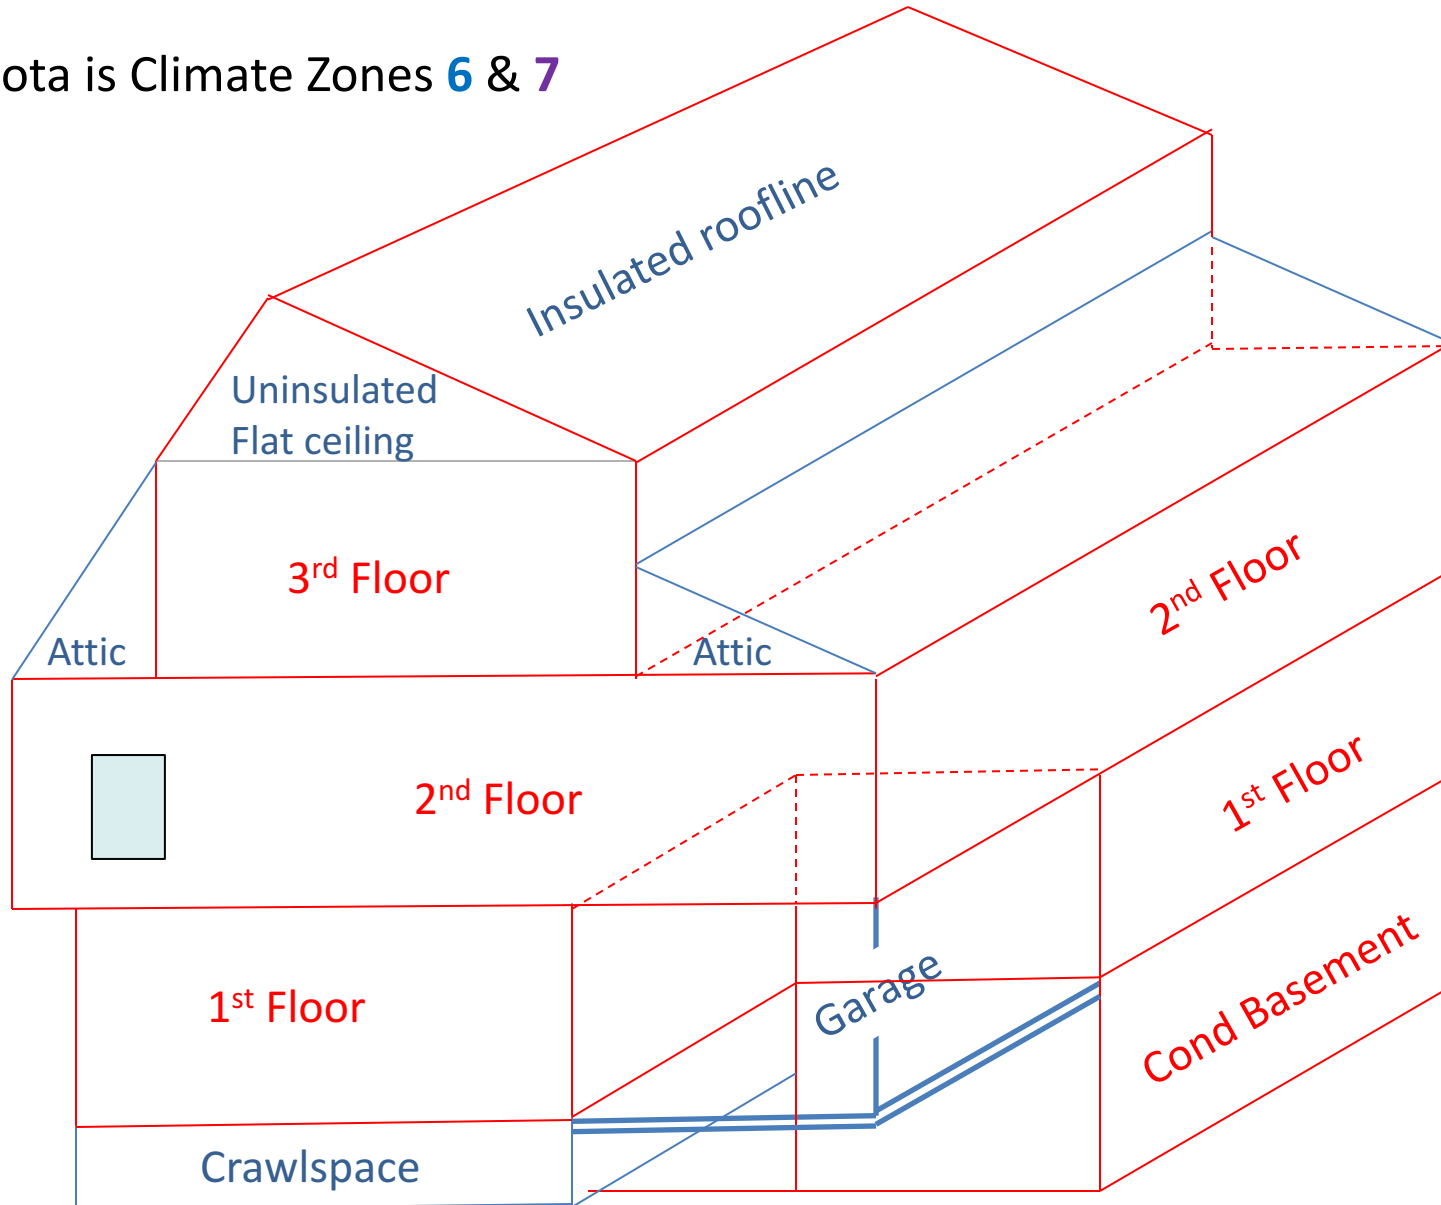 ota is Climate Zones 6 & 7
Insulated roofline
Uninsulated
Flat ceiling
3rd Floor
Attic
Attic
2nd Floor
2nd Floor
1st Floor
1st Floor
Garage
Cond Basement
Crawlspace